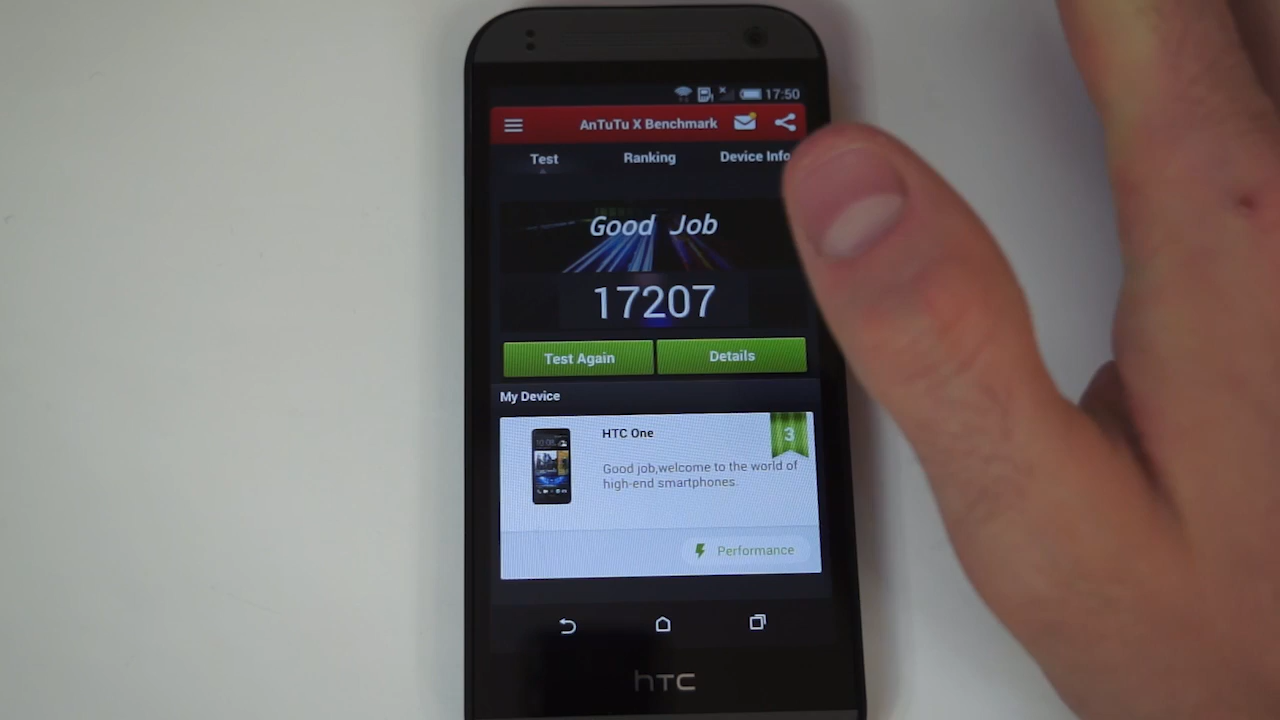 17:50
AnTuTu X Benchmark
Test Ranking Device Info
Good Job
17207
Test Again Details
My Device
HTC One
3
Good job,welcome to the world of
high-end smartphones.
Performance
hTC